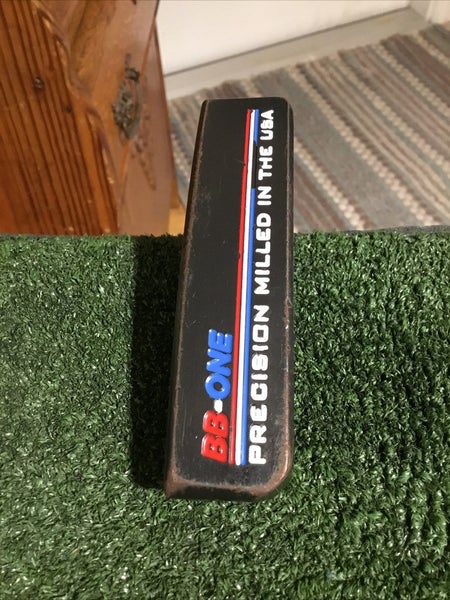 BB-ONE
PRECISION MILLED IN THE USA